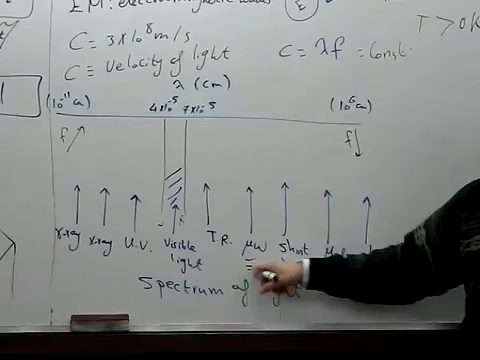 EM: electromagnetic waves
E
C = 3×10⁸ m/s
T > 0K
C ≡ Velocity of light
C = λf = Const.
λ (cm)
(10⁻¹¹ cm) 4×10⁻⁵ 7×10⁻⁵ (10⁶ cm)
f f
γ-ray x-ray U.V. Visible light I.R. μW Short
Spectrum of light